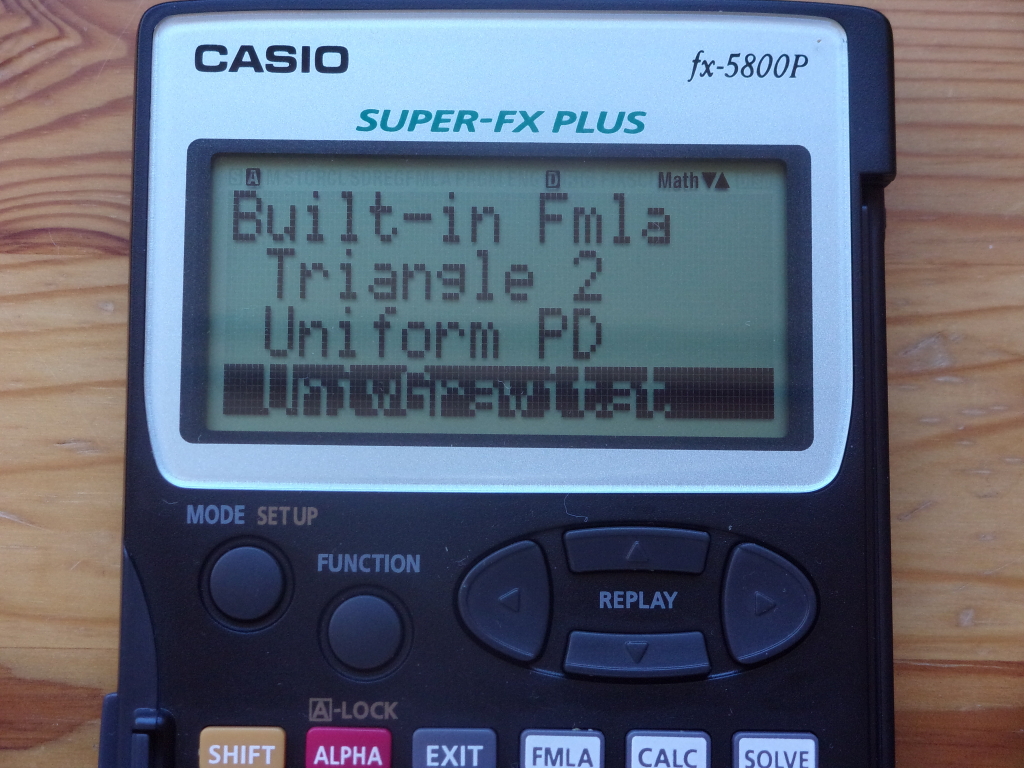 CASIO
fx-5800P
SUPER-FX PLUS
A D Math▼▲
Built-in Fmla
Triangle 2
Uniform PD
UnivGravitat
MODE SETUP
FUNCTION
REPLAY
A-LOCK
SHIFT ALPHA EXIT FMLA CALC SOLVE